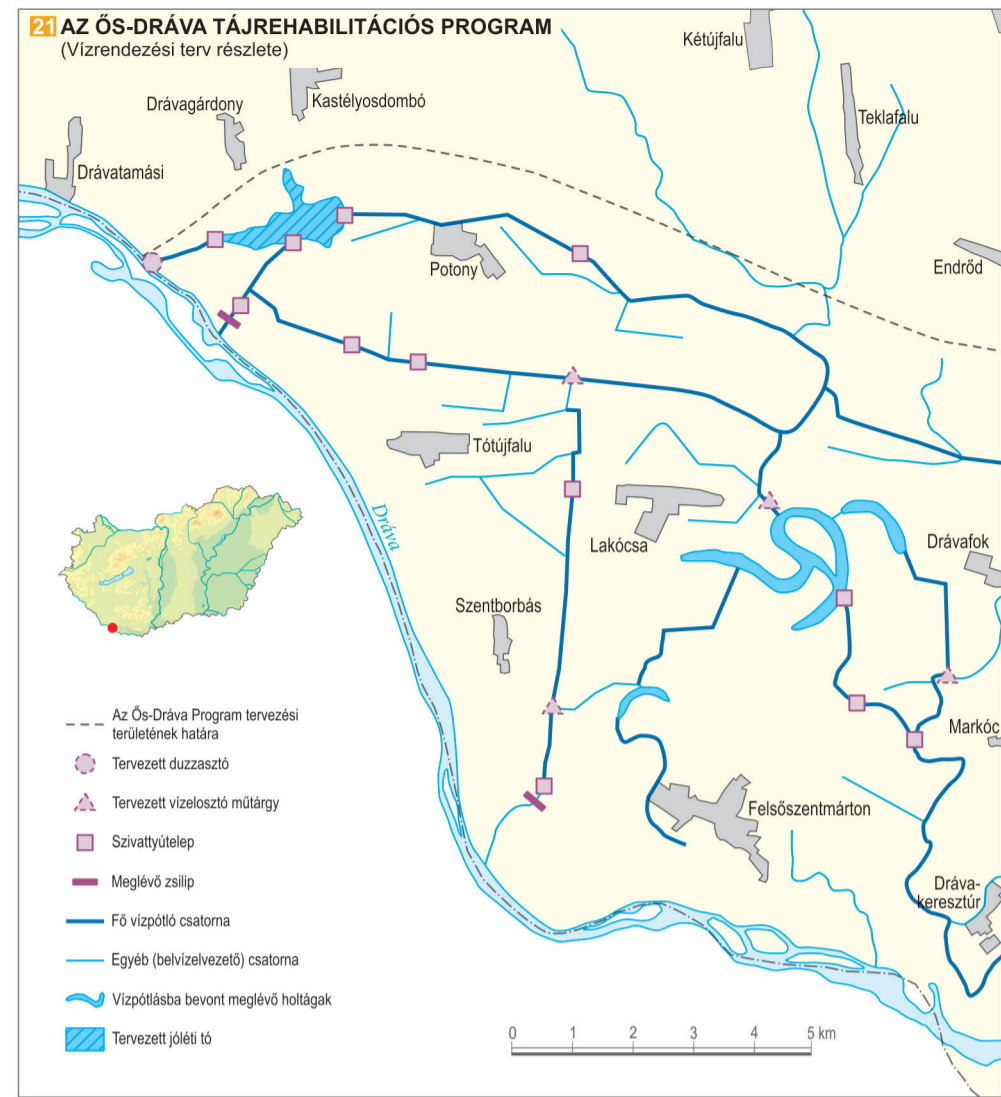 21 AZ ŐS-DRÁVA TÁJREHABILITÁCIÓS PROGRAM
(Vízrendezési terv részlete)
Kétújfalu
Drávagárdony
Kastélyosdombó
Teklafalu
Drávatamási
Potony
Endrőd
Tótújfalu
Dráva
Lakócsa
Drávafok
Szentborbás
Markóc
Felsőszentmárton
Dráva-
keresztúr
Az Ős-Dráva Program tervezési
területének határa
Tervezett duzzasztó
Tervezett vízelosztó műtárgy
Szivattyútelep
Meglévő zsilip
Fő vízpótló csatorna
Egyéb (belvízelvezető) csatorna
Vízpótlásba bevont meglévő holtágak
Tervezett jóléti tó
0 1 2 3 4 5 km